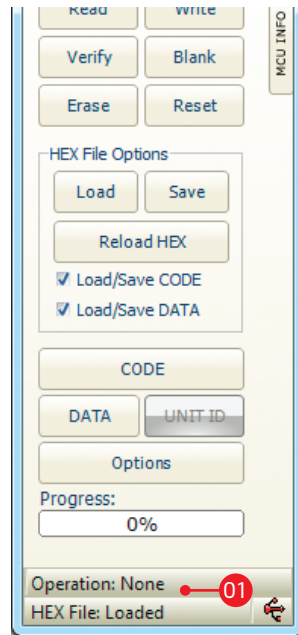 Read Write
MCU INFO
Verify Blank
Erase Reset
HEX File Options
Load Save
Reload HEX
Load/Save CODE
Load/Save DATA
CODE
DATA UNIT ID
Options
Progress:
0%
Operation: None
01
HEX File: Loaded